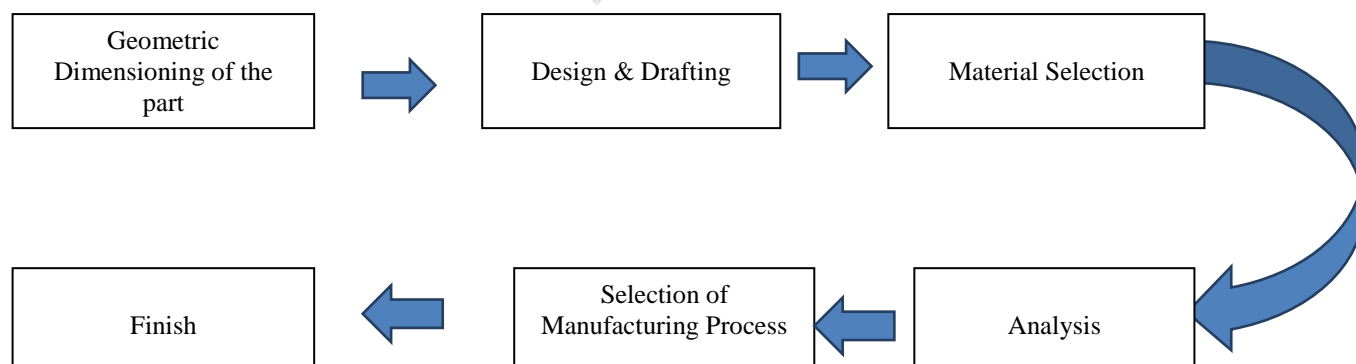 Geometric
Dimensioning of the
part
Design & Drafting
Material Selection
Finish
Selection of
Manufacturing Process
Analysis